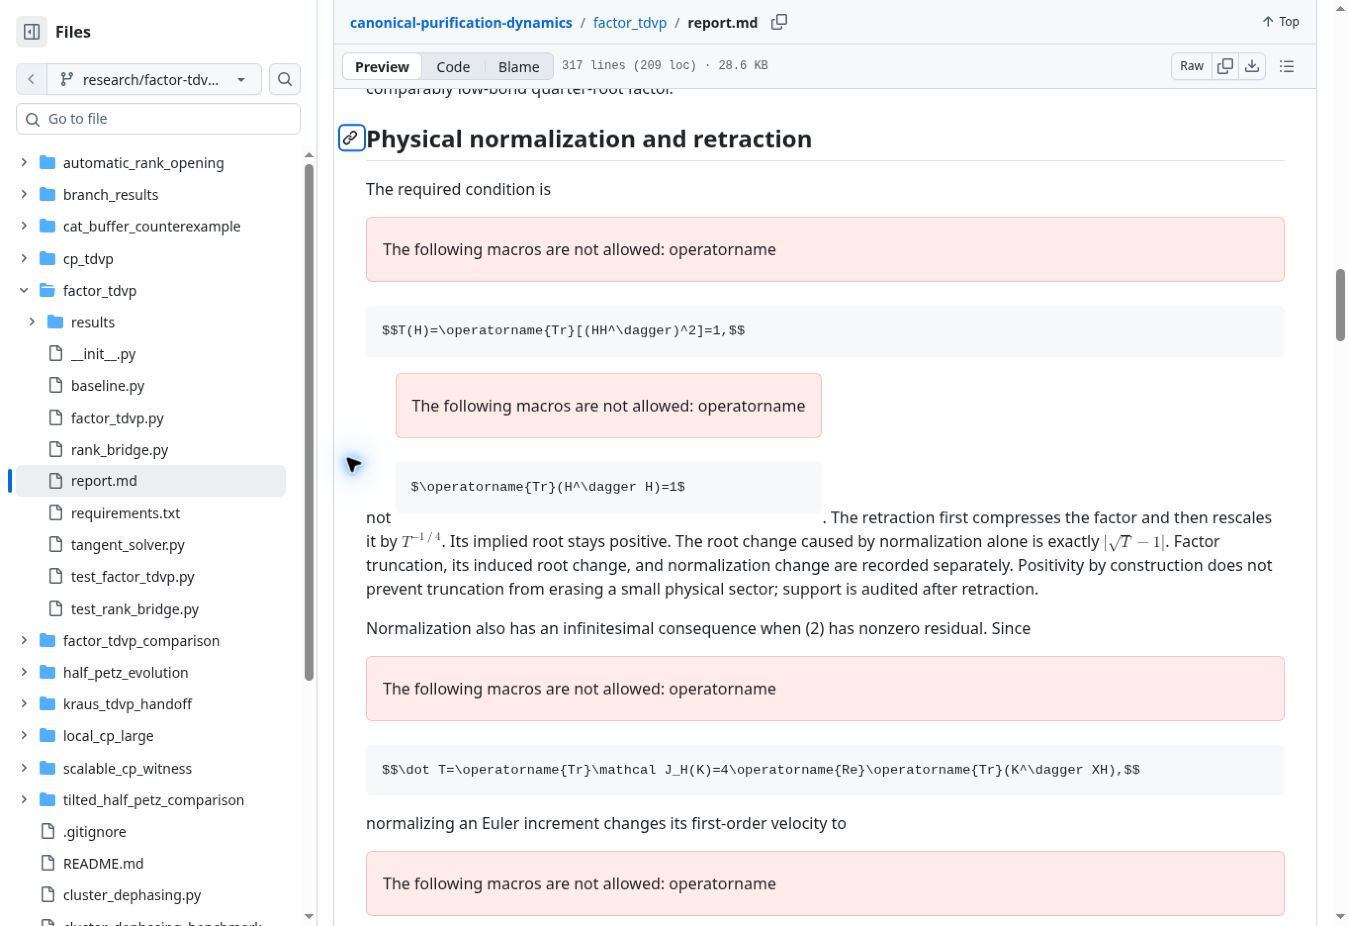 Files
research/factor-tdv...
Go to file
automatic_rank_opening
branch_results
cat_buffer_counterexample
cp_tdvp
factor_tdvp
results
__init__.py
baseline.py
factor_tdvp.py
rank_bridge.py
report.md
requirements.txt
tangent_solver.py
test_factor_tdvp.py
test_rank_bridge.py
factor_tdvp_comparison
half_petz_evolution
kraus_tdvp_handoff
local_cp_large
scalable_cp_witness
tilted_half_petz_comparison
.gitignore
README.md
cluster_dephasing.py
cluster_dephasing_benchmark
canonical-purification-dynamics / factor_tdvp / report.md
Top
Preview Code Blame 317 lines (209 loc) · 28.6 KB
Raw
comparably low-bond quarter-root factor.
Physical normalization and retraction
The required condition is
The following macros are not allowed: operatorname
$$T(H)=\operatorname{Tr}[(HH^\dagger)^2]=1,$$
The following macros are not allowed: operatorname
$\operatorname{Tr}(H^\dagger H)=1$
not . The retraction first compresses the factor and then rescales
it by T^{-1/4}. Its implied root stays positive. The root change caused by normalization alone is exactly |√T − 1|. Factor
truncation, its induced root change, and normalization change are recorded separately. Positivity by construction does not
prevent truncation from erasing a small physical sector; support is audited after retraction.
Normalization also has an infinitesimal consequence when (2) has nonzero residual. Since
The following macros are not allowed: operatorname
$$\dot T=\operatorname{Tr}\mathcal J_H(K)=4\operatorname{Re}\operatorname{Tr}(K^\dagger XH),$$
normalizing an Euler increment changes its first-order velocity to
The following macros are not allowed: operatorname